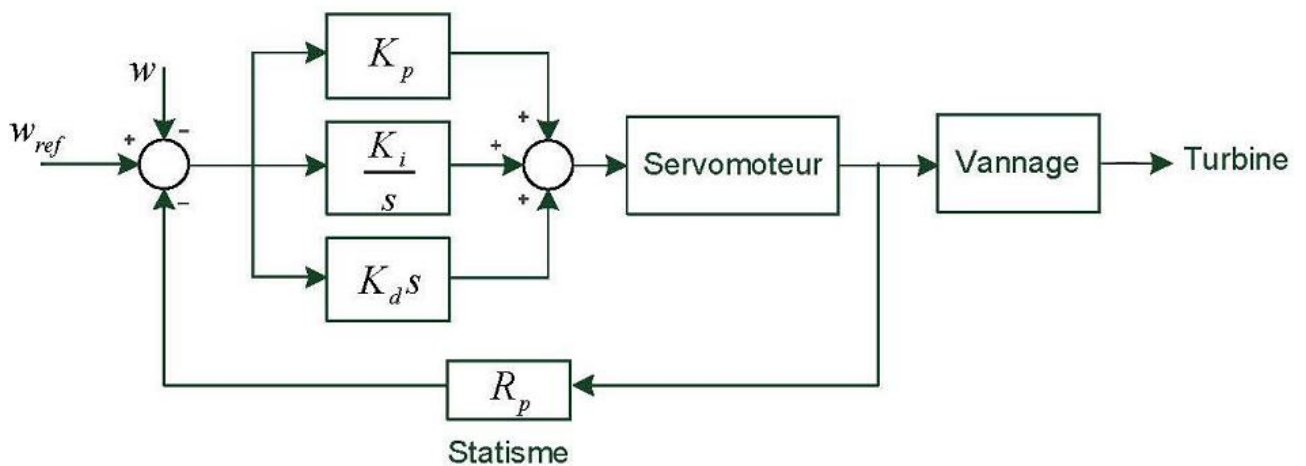 w
w_ref
+
−
−
K_p
K_i
s
K_d s
+
+
+
Servomoteur
Vannage
Turbine
R_p
Statisme